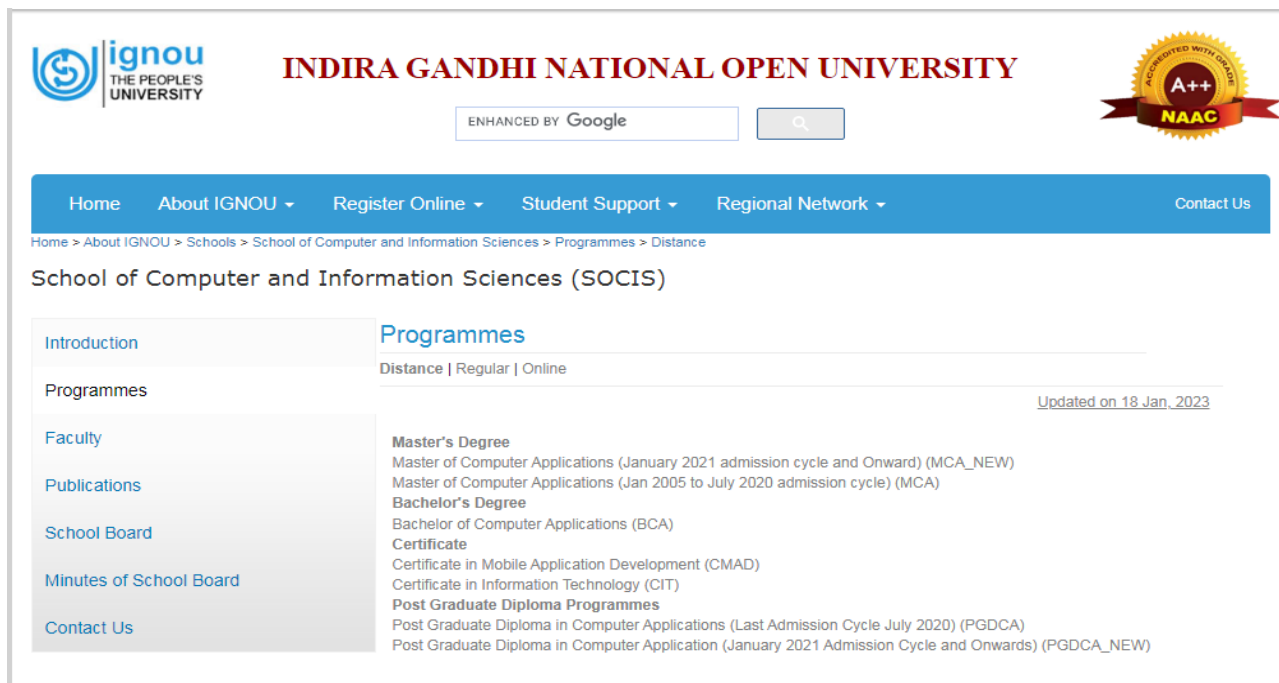 ignou
THE PEOPLE'S
UNIVERSITY
INDIRA GANDHI NATIONAL OPEN UNIVERSITY
ENHANCED BY Google
ACCREDITED WITH GRADE
A++
NAAC
Home About IGNOU Register Online Student Support Regional Network Contact Us
Home > About IGNOU > Schools > School of Computer and Information Sciences > Programmes > Distance
School of Computer and Information Sciences (SOCIS)
Introduction
Programmes
Faculty
Publications
School Board
Minutes of School Board
Contact Us
Programmes
Distance | Regular | Online
Updated on 18 Jan, 2023
Master's Degree
Master of Computer Applications (January 2021 admission cycle and Onward) (MCA_NEW)
Master of Computer Applications (Jan 2005 to July 2020 admission cycle) (MCA)
Bachelor's Degree
Bachelor of Computer Applications (BCA)
Certificate
Certificate in Mobile Application Development (CMAD)
Certificate in Information Technology (CIT)
Post Graduate Diploma Programmes
Post Graduate Diploma in Computer Applications (Last Admission Cycle July 2020) (PGDCA)
Post Graduate Diploma in Computer Application (January 2021 Admission Cycle and Onwards) (PGDCA_NEW)